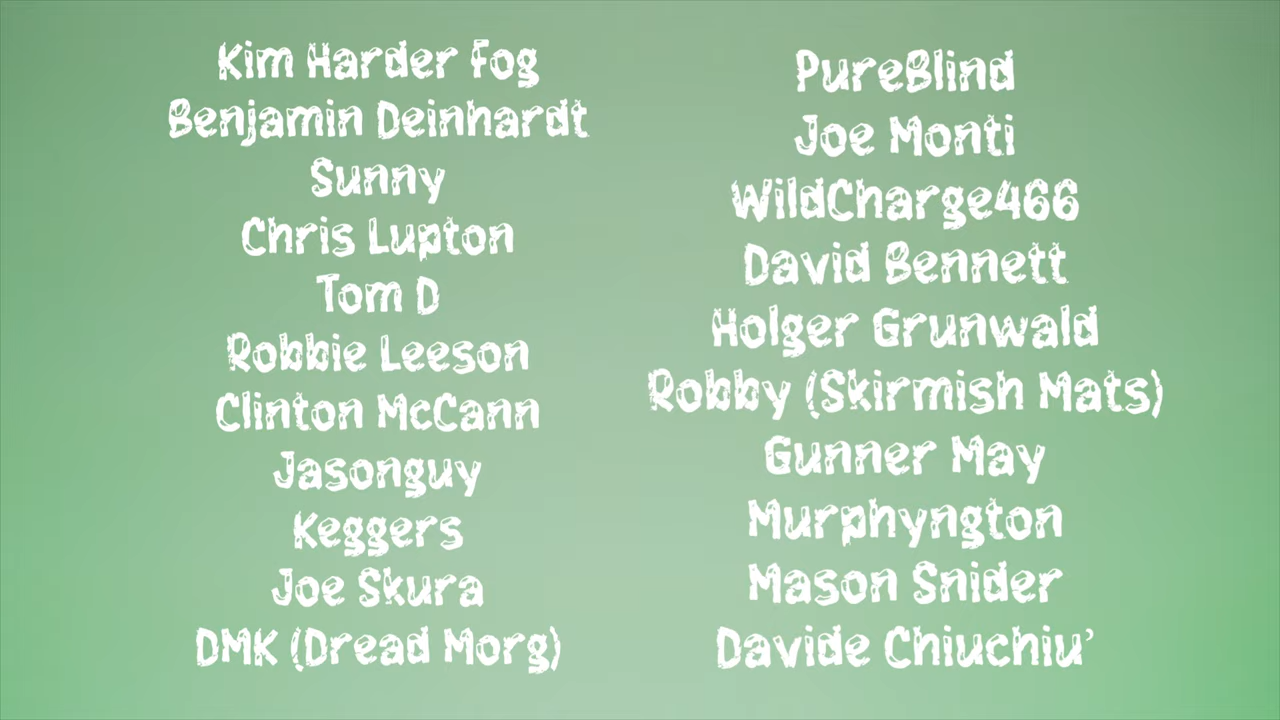 Kim Harder Fog
Benjamin Deinhardt
Sunny
Chris Lupton
Tom D
Robbie Leeson
Clinton McCann
Jasonguy
Keggers
Joe Skura
DMK (Dread Morg)
PureBlind
Joe Monti
WildCharge466
David Bennett
Holger Grunwald
Robby (Skirmish Mats)
Gunner May
Murphyngton
Mason Snider
Davide Chiuchiu’